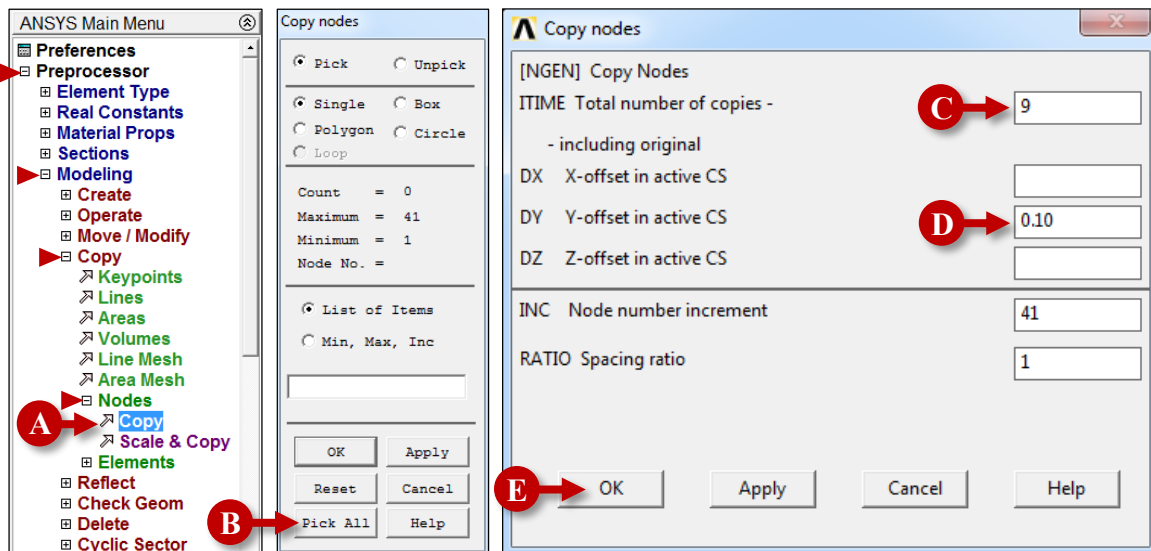 ANSYS Main Menu
Preferences
Preprocessor
Element Type
Real Constants
Material Props
Sections
Modeling
Create
Operate
Move / Modify
Copy
Keypoints
Lines
Areas
Volumes
Line Mesh
Area Mesh
Nodes
A Copy
Scale & Copy
Elements
Reflect
Check Geom
Delete
Cyclic Sector
Copy nodes
Pick Unpick
Single Box
Polygon Circle
Loop
Count = 0
Maximum = 41
Minimum = 1
Node No. =
List of Items
Min, Max, Inc
OK Apply
Reset Cancel
B Pick All Help
Copy nodes
[NGEN] Copy Nodes
ITIME Total number of copies - C 9
- including original
DX X-offset in active CS
DY Y-offset in active CS D 0.10
DZ Z-offset in active CS
INC Node number increment 41
RATIO Spacing ratio 1
E OK Apply Cancel Help